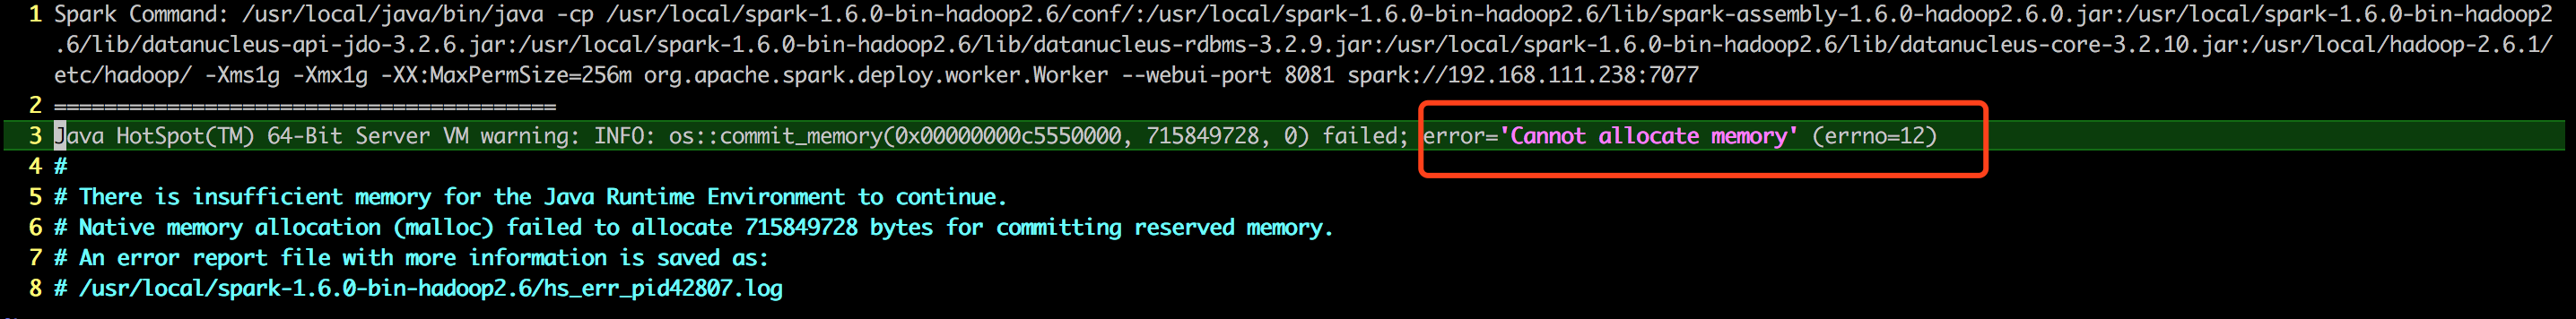 1 Spark Command: /usr/local/java/bin/java -cp /usr/local/spark-1.6.0-bin-hadoop2.6/conf/:/usr/local/spark-1.6.0-bin-hadoop2.6/lib/spark-assembly-1.6.0-hadoop2.6.0.jar:/usr/local/spark-1.6.0-bin-hadoop2
.6/lib/datanucleus-api-jdo-3.2.6.jar:/usr/local/spark-1.6.0-bin-hadoop2.6/lib/datanucleus-rdbms-3.2.9.jar:/usr/local/spark-1.6.0-bin-hadoop2.6/lib/datanucleus-core-3.2.10.jar:/usr/local/hadoop-2.6.1/
etc/hadoop/ -Xms1g -Xmx1g -XX:MaxPermSize=256m org.apache.spark.deploy.worker.Worker --webui-port 8081 spark://192.168.111.238:7077
2 ========================================
3 Java HotSpot(TM) 64-Bit Server VM warning: INFO: os::commit_memory(0x00000000c5550000, 715849728, 0) failed; error='Cannot allocate memory' (errno=12)
4 #
5 # There is insufficient memory for the Java Runtime Environment to continue.
6 # Native memory allocation (malloc) failed to allocate 715849728 bytes for committing reserved memory.
7 # An error report file with more information is saved as:
8 # /usr/local/spark-1.6.0-bin-hadoop2.6/hs_err_pid42807.log